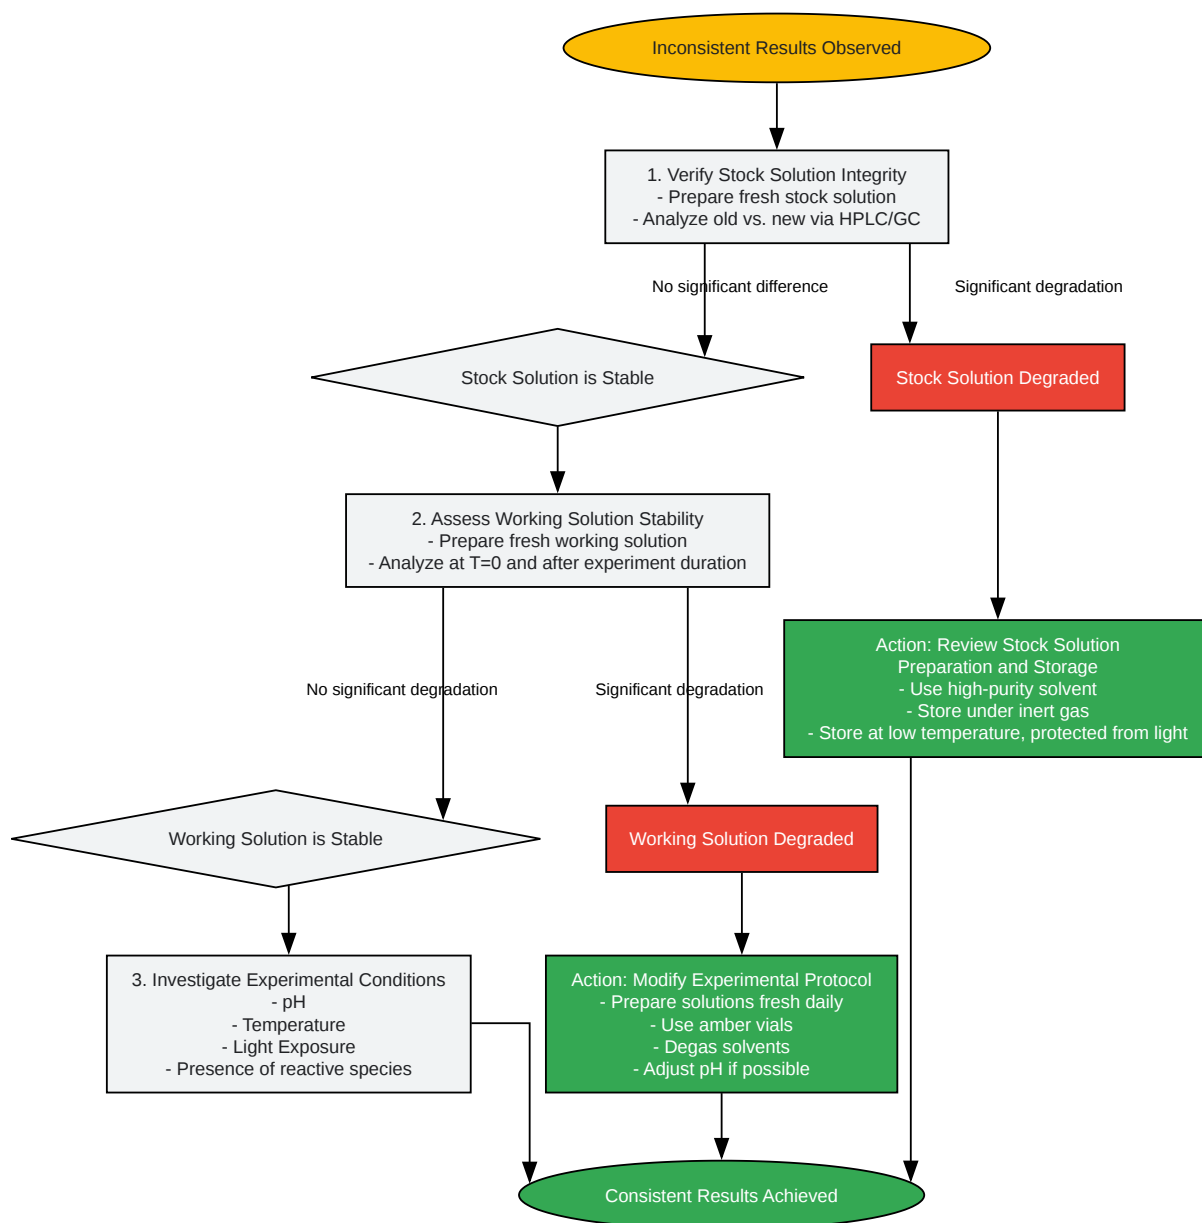 Inconsistent Results Observed
1. Verify Stock Solution Integrity
- Prepare fresh stock solution
- Analyze old vs. new via HPLC/GC
No significant difference
Significant degradation
Stock Solution is Stable
Stock Solution Degraded
2. Assess Working Solution Stability
- Prepare fresh working solution
- Analyze at T=0 and after experiment duration
Action: Review Stock Solution
Preparation and Storage
- Use high-purity solvent
- Store under inert gas
- Store at low temperature, protected from light
No significant degradation
Significant degradation
Working Solution is Stable
Working Solution Degraded
3. Investigate Experimental Conditions
- pH
- Temperature
- Light Exposure
- Presence of reactive species
Action: Modify Experimental Protocol
- Prepare solutions fresh daily
- Use amber vials
- Degas solvents
- Adjust pH if possible
Consistent Results Achieved